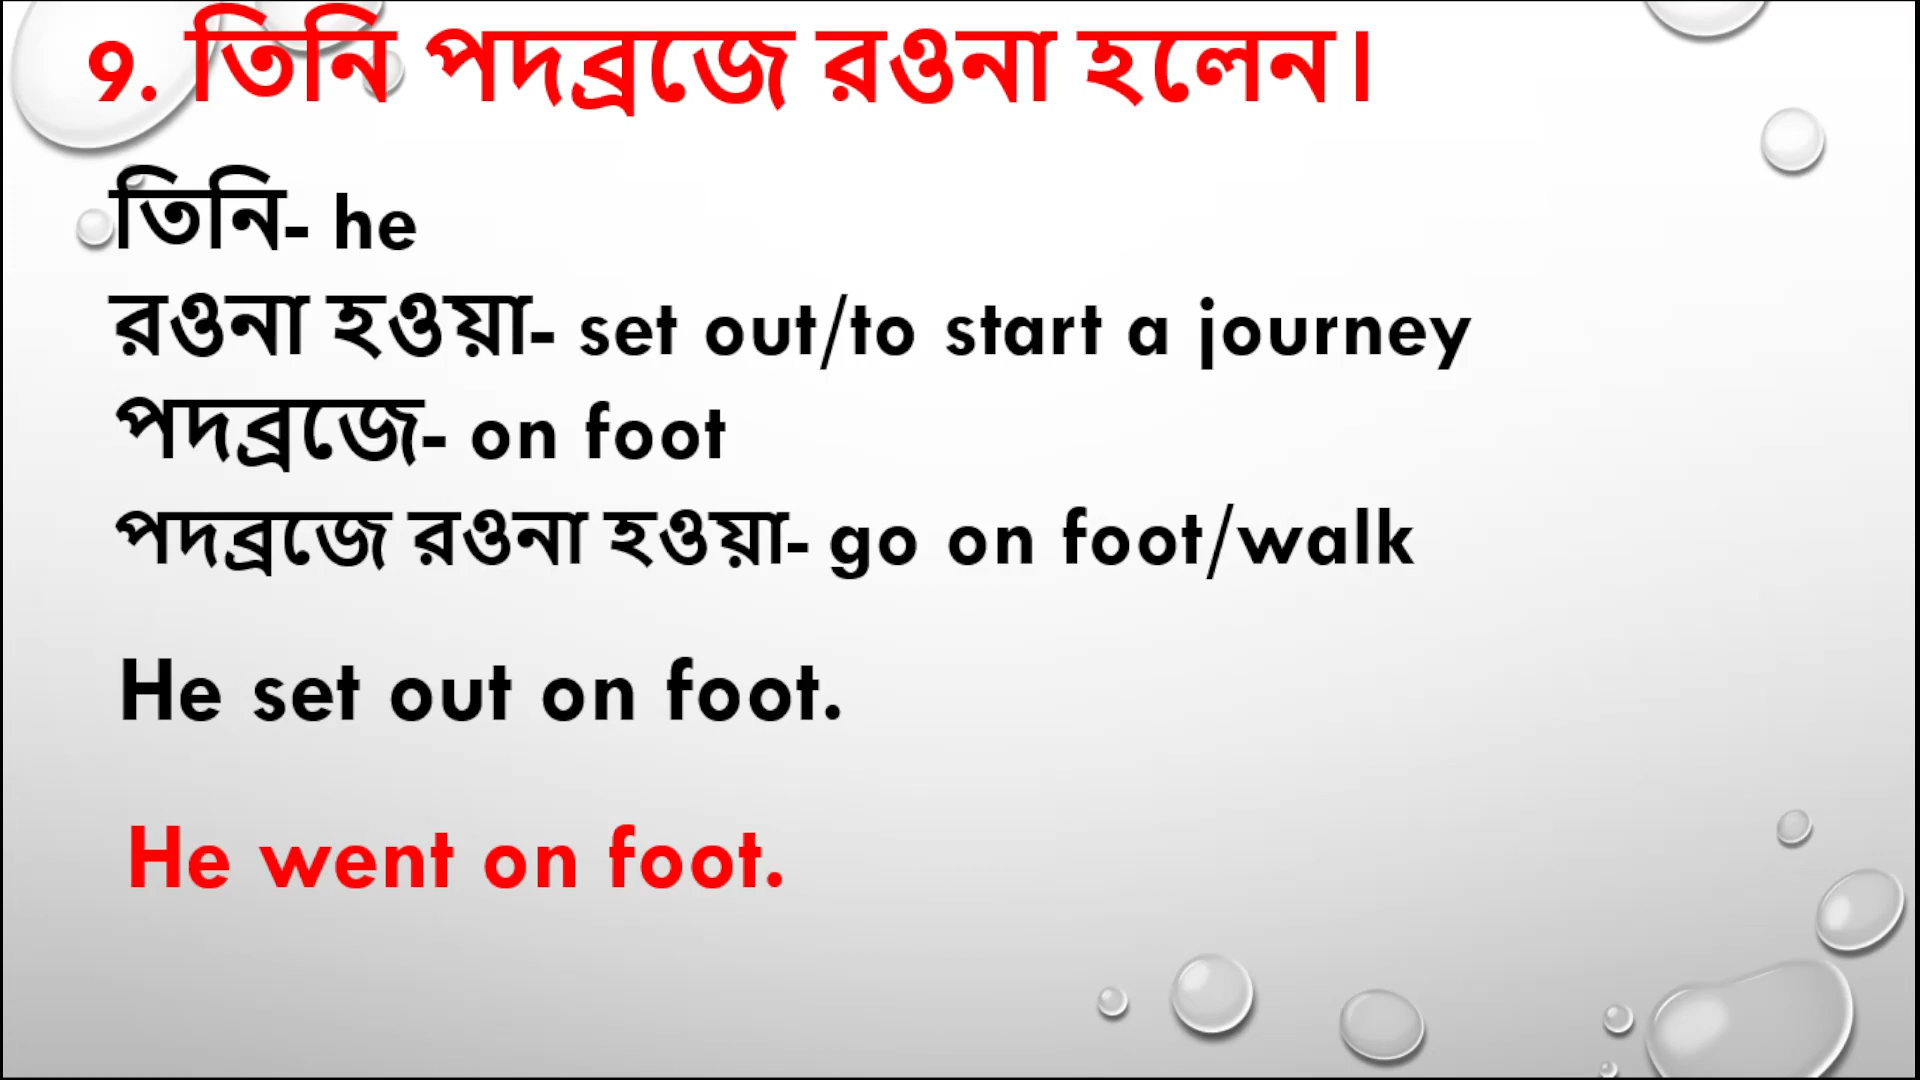 9. তিনি পদব্রজে রওনা হলেন।
তিনি- he
রওনা হওয়া- set out/to start a journey
পদব্রজে- on foot
পদব্রজে রওনা হওয়া- go on foot/walk
He set out on foot.
He went on foot.